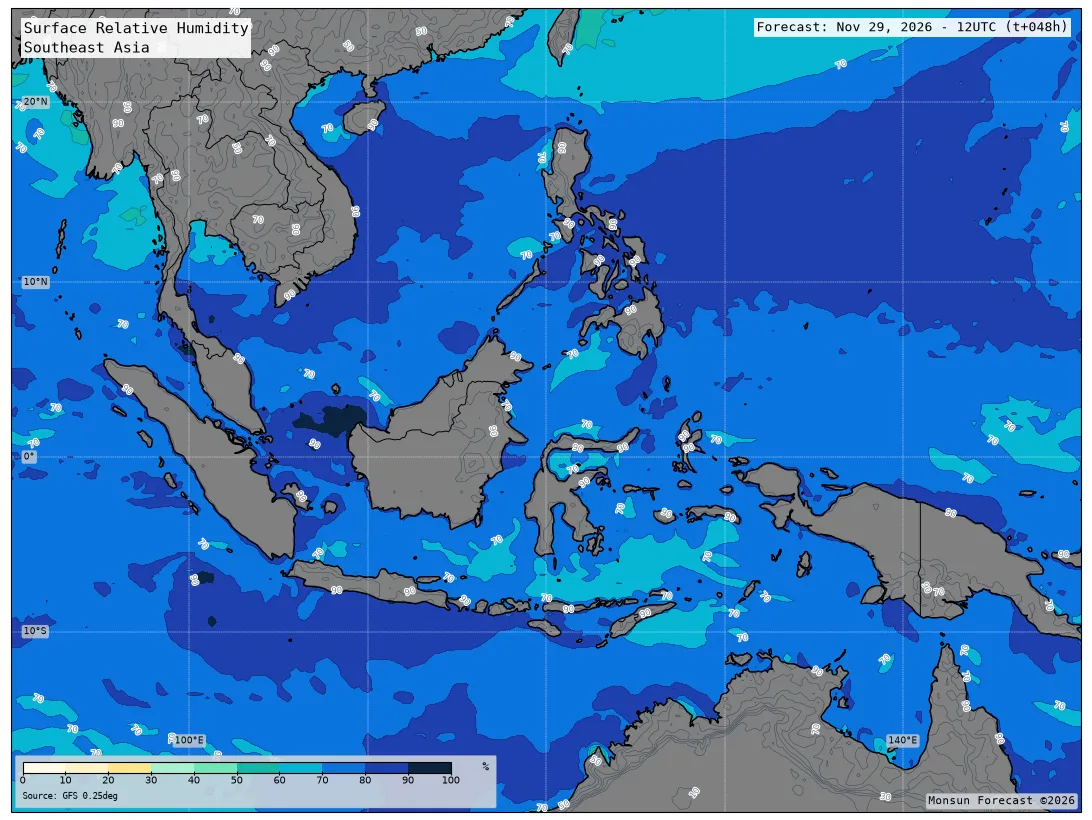 Surface Relative Humidity
Southeast Asia
Forecast: Nov 29, 2026 - 12UTC (t+048h)
20°N
10°N
0°
10°S
100°E
140°E
%
0 10 20 30 40 50 60 70 80 90 100
Source: GFS 0.25deg
Monsun Forecast ©2026